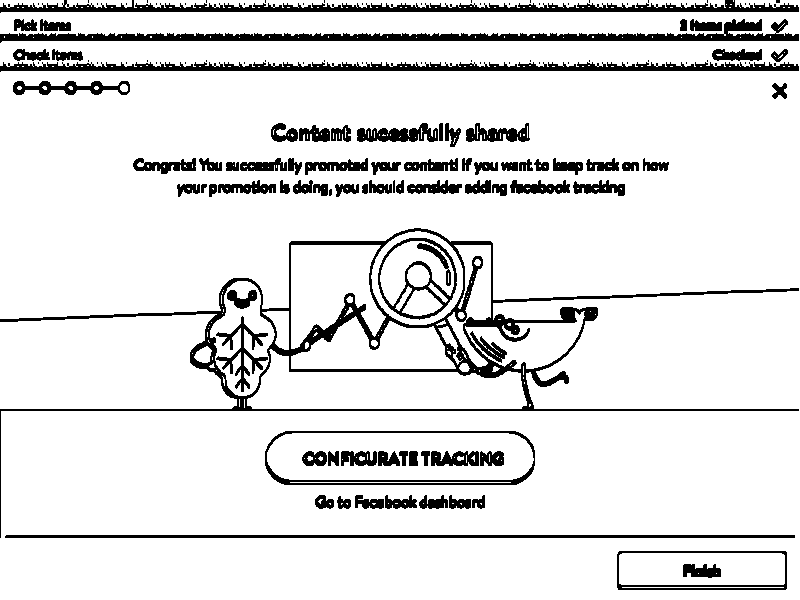 Pick items
2 items picked
Check items
Checked
Content sucessfully shared
Congrats! You successfully promoted your content! If you want to keep track on how
your promotion is doing, you should consider adding facebook tracking
CONFIGURATE TRACKING
Go to Facebook dashboard
Finish